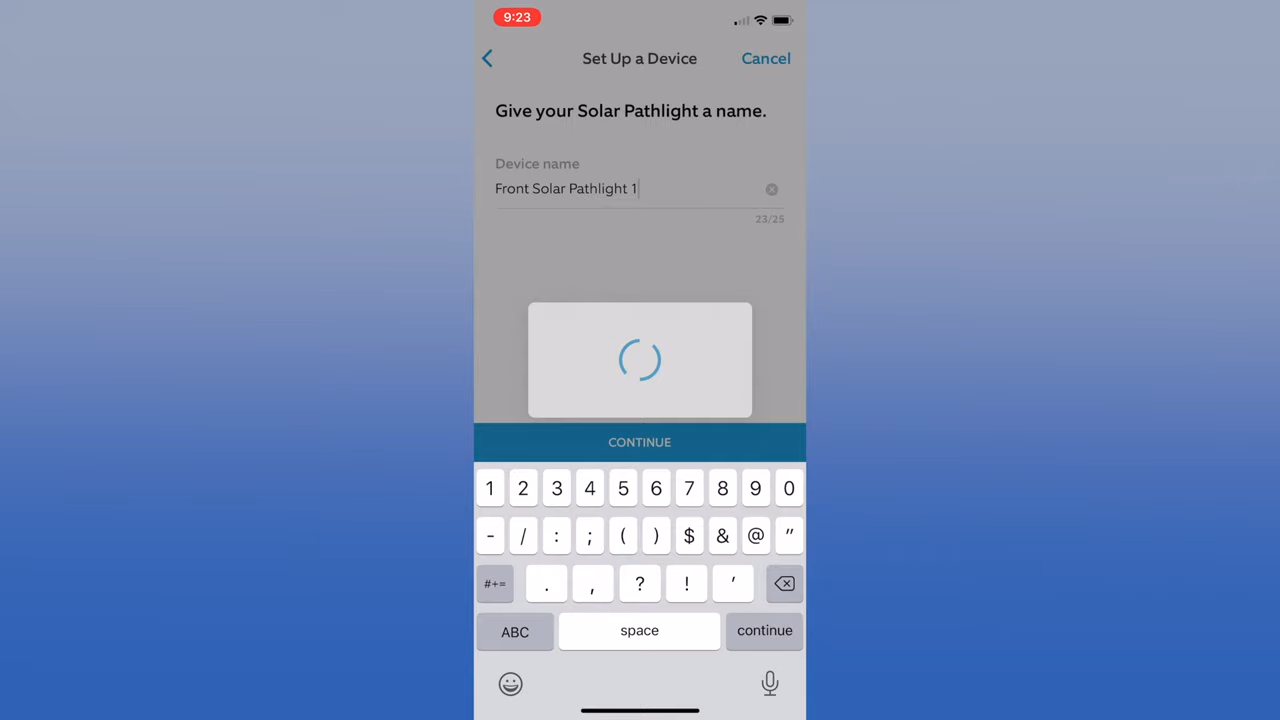 9:23
Set Up a Device Cancel
Give your Solar Pathlight a name.
Device name
Front Solar Pathlight 1
23/25
CONTINUE
1 2 3 4 5 6 7 8 9 0
- / : ; ( ) $ & @ "
#+= . , ? ! '
ABC space continue